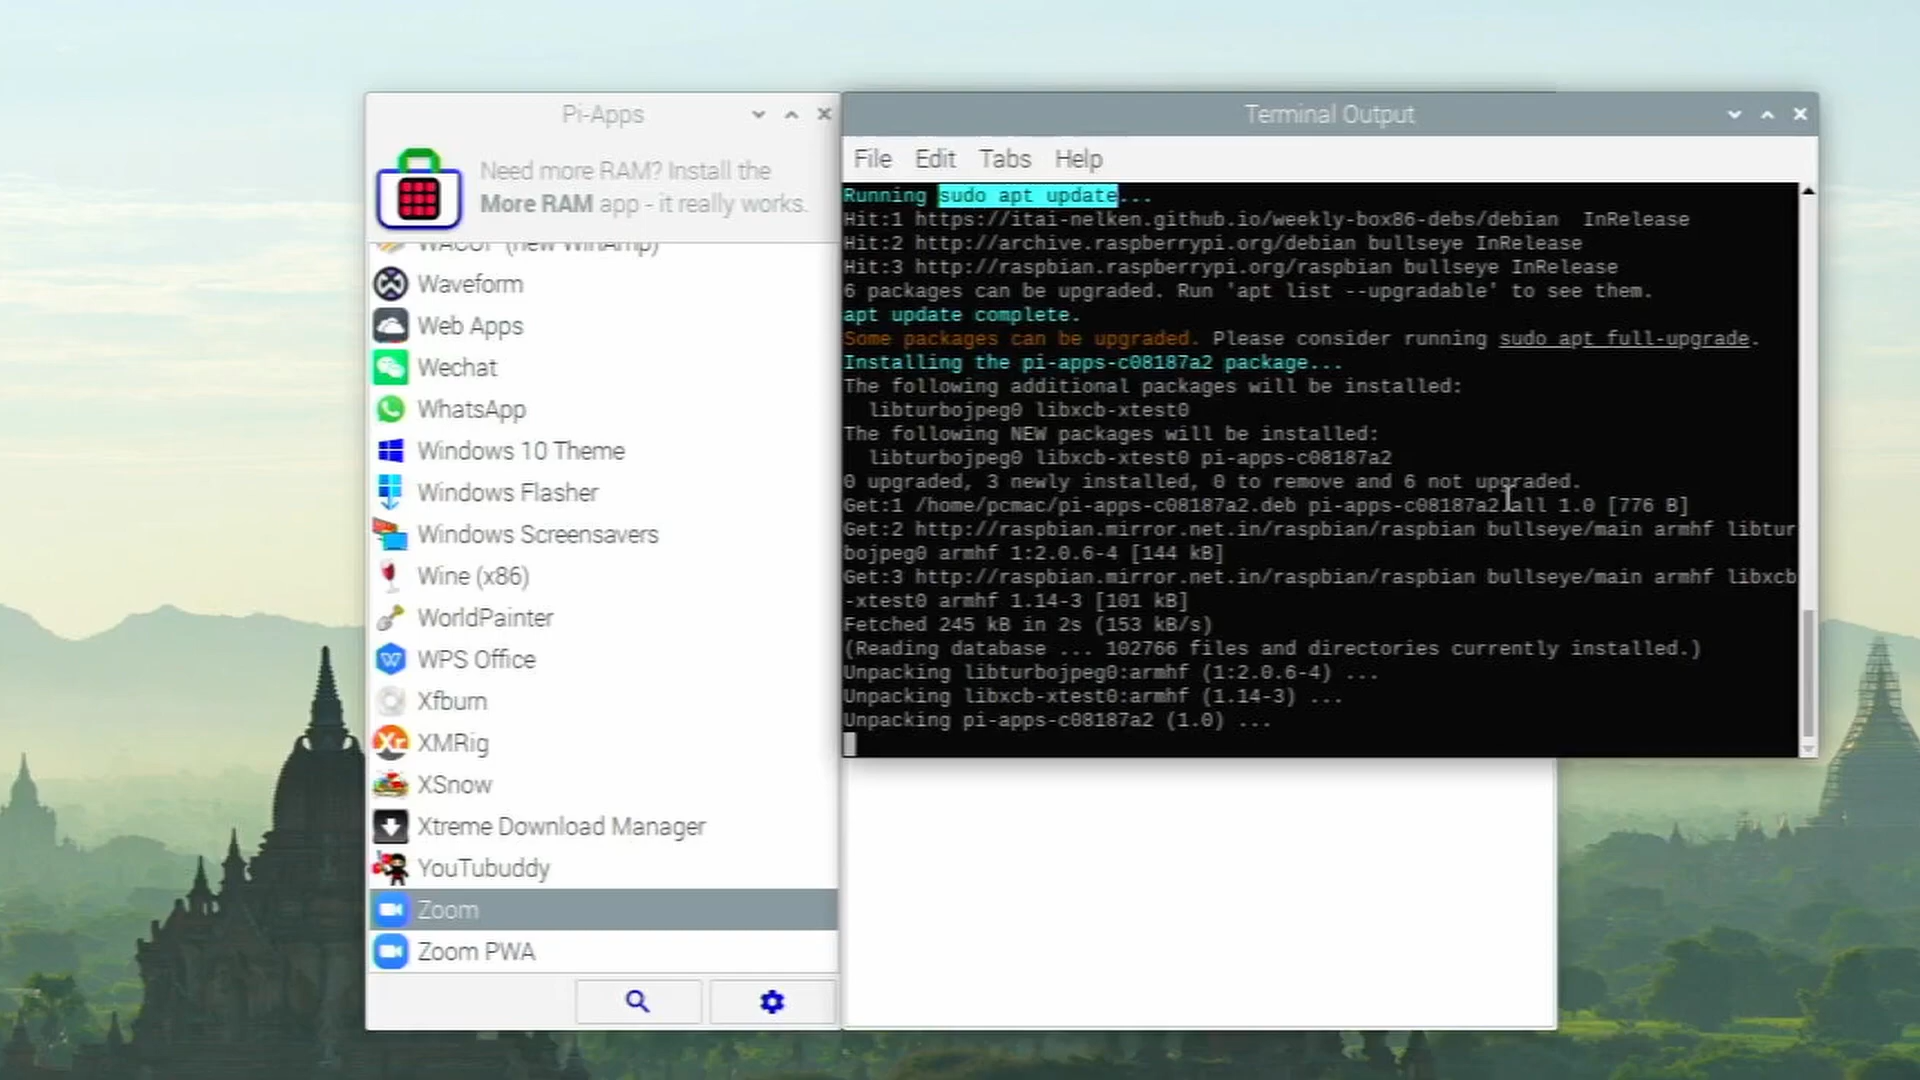 Pi-Apps
Need more RAM? Install the
More RAM app - it really works.
WACUP (new WinAmp)
Waveform
Web Apps
Wechat
WhatsApp
Windows 10 Theme
Windows Flasher
Windows Screensavers
Wine (x86)
WorldPainter
WPS Office
Xfburn
XMRig
XSnow
Xtreme Download Manager
YouTubuddy
Zoom
Zoom PWA
Terminal Output
File Edit Tabs Help
Running sudo apt update...
Hit:1 https://itai-nelken.github.io/weekly-box86-debs/debian  InRelease
Hit:2 http://archive.raspberrypi.org/debian bullseye InRelease
Hit:3 http://raspbian.raspberrypi.org/raspbian bullseye InRelease
6 packages can be upgraded. Run 'apt list --upgradable' to see them.
apt update complete.
Some packages can be upgraded. Please consider running sudo apt full-upgrade.
Installing the pi-apps-c08187a2 package...
The following additional packages will be installed:
libturbojpeg0 libxcb-xtest0
The following NEW packages will be installed:
libturbojpeg0 libxcb-xtest0 pi-apps-c08187a2
0 upgraded, 3 newly installed, 0 to remove and 6 not upgraded.
Get:1 /home/pcmac/pi-apps-c08187a2.deb pi-apps-c08187a2 all 1.0 [776 B]
Get:2 http://raspbian.mirror.net.in/raspbian/raspbian bullseye/main armhf libtur
bojpeg0 armhf 1:2.0.6-4 [144 kB]
Get:3 http://raspbian.mirror.net.in/raspbian/raspbian bullseye/main armhf libxcb
-xtest0 armhf 1.14-3 [101 kB]
Fetched 245 kB in 2s (153 kB/s)
(Reading database ... 102766 files and directories currently installed.)
Unpacking libturbojpeg0:armhf (1:2.0.6-4) ...
Unpacking libxcb-xtest0:armhf (1.14-3) ...
Unpacking pi-apps-c08187a2 (1.0) ...